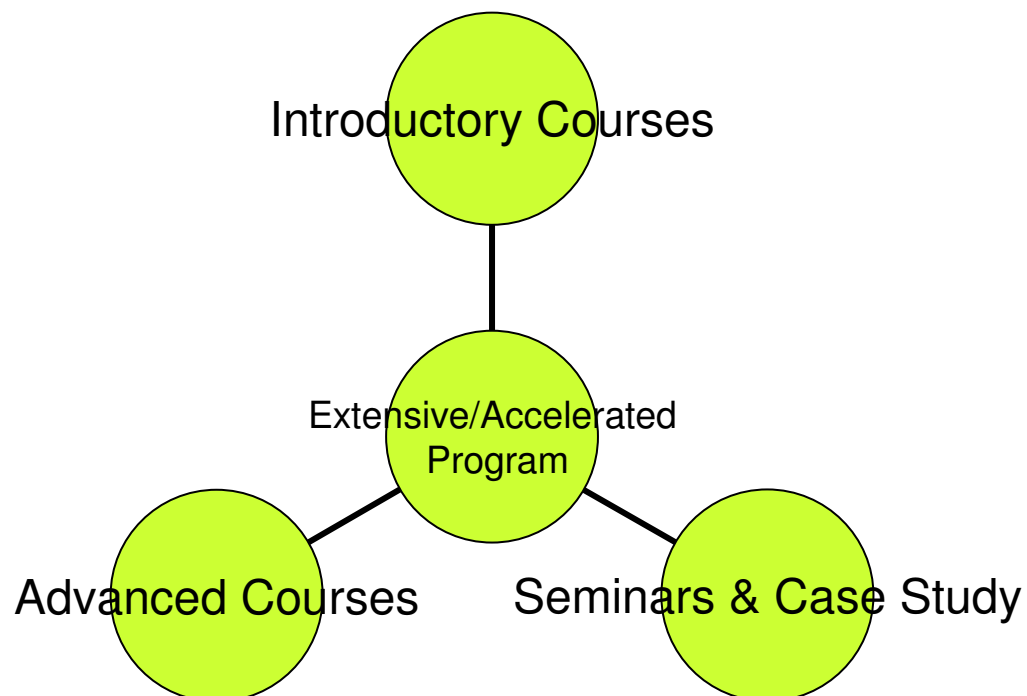 Introductory Courses
Extensive/Accelerated
Program
Advanced Courses
Seminars & Case Study